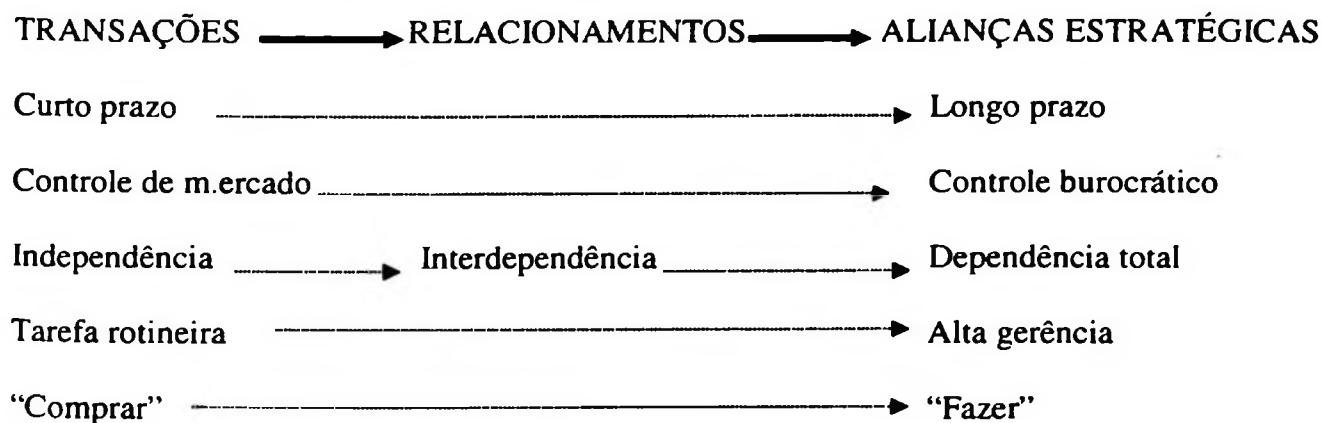 TRANSAÇÕES RELACIONAMENTOS ALIANÇAS ESTRATÉGICAS
Curto prazo Longo prazo
Controle de m.ercado Controle burocrático
Independência Interdependência Dependência total
Tarefa rotineira Alta gerência
“Comprar” “Fazer”